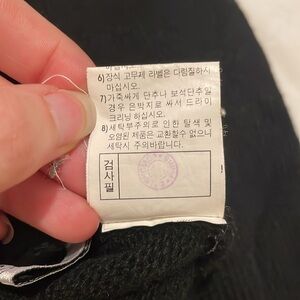 6)장식 고무제 라벨은 다림질하지
마십시오.
7)가죽싸게 단추나 보석단추일
경우 은박지로 싸서 드라이
크리닝 하십시오.
8)세탁부주의로 인한 탈색 및
오염된 제품은 교환할수 없으니
세탁시 주의바랍니다.
검
사
필